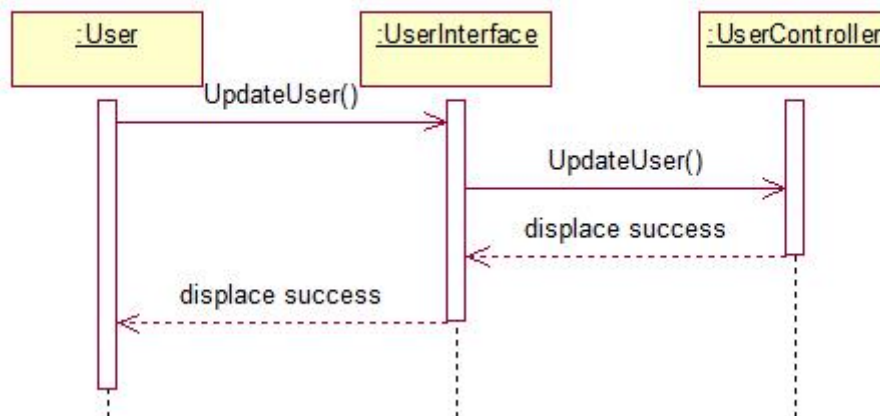 :User
:UserInterface
:UserController
UpdateUser()
UpdateUser()
displace success
displace success